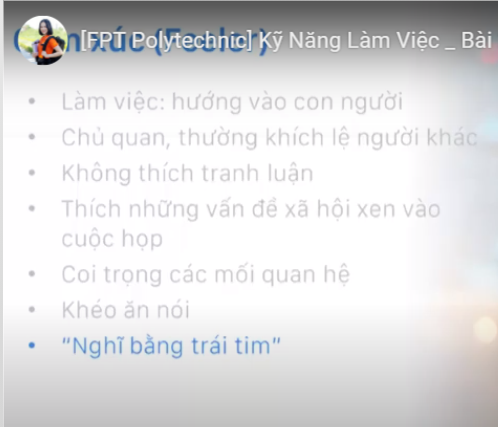 [FPT Polytechnic] Kỹ Năng Làm Việc _ Bài
xúc (Feeler)
• Làm việc: hướng vào con người
• Chủ quan, thường khích lệ người khác
• Không thích tranh luận
• Thích những vấn đề xã hội xen vào
cuộc họp
• Coi trọng các mối quan hệ
• Khéo ăn nói
• "Nghĩ bằng trái tim"